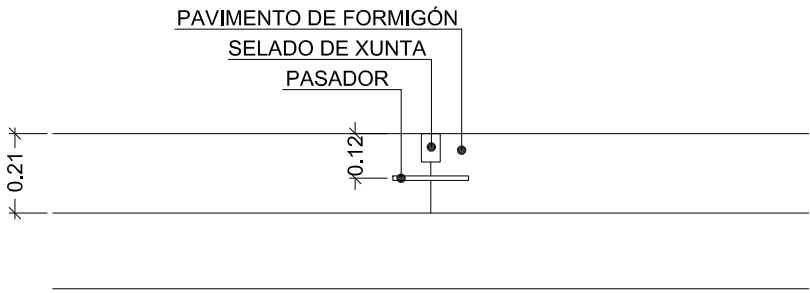 PAVIMENTO DE FORMIGÓN
SELADO DE XUNTA
PASADOR
0.21
0.12